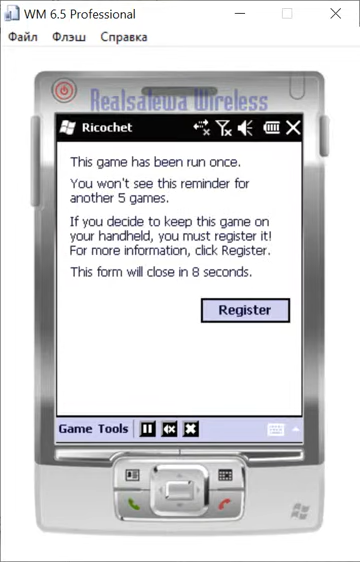 WM 6.5 Professional
Файл Флэш Справка
Realsalewa Wireless
Ricochet
This game has been run once.
You won't see this reminder for
another 5 games.
If you decide to keep this game on
your handheld, you must register it!
For more information, click Register.
This form will close in 8 seconds.
Register
Game Tools